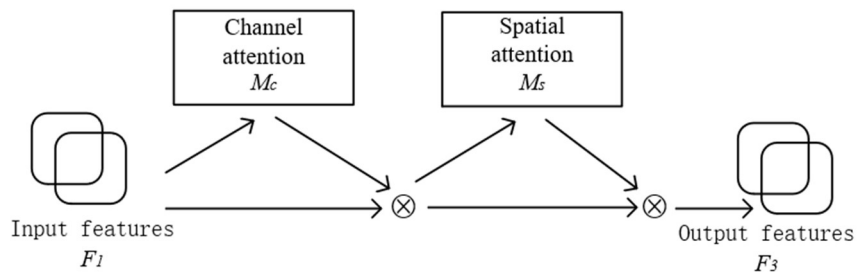 Channel
attention
Mc
Spatial
attention
Ms
Input features
F1
Output features
F3